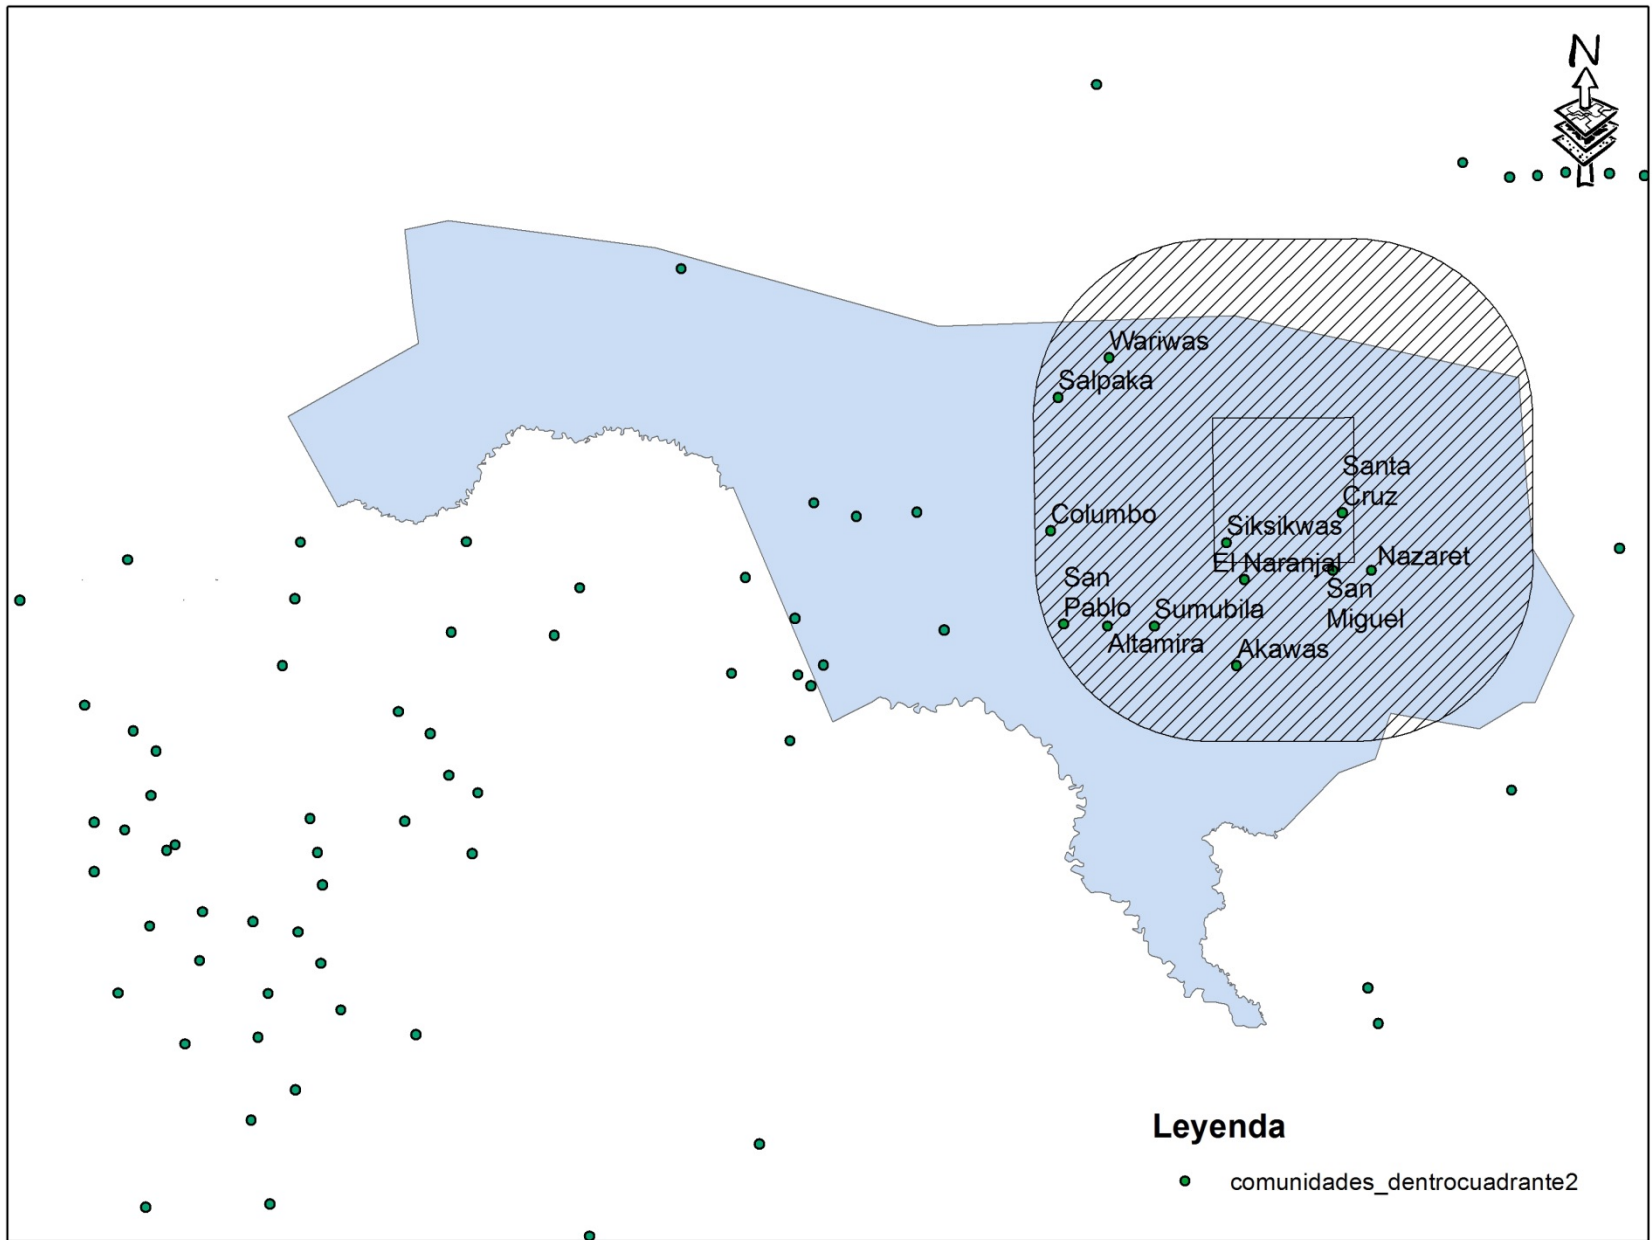 N
Wariwas
Salpaka
Santa
Cruz
Columbo
Siksikwas
El Naranjal
Nazaret
San
Pablo
San
Miguel
Sumubila
Altamira
Akawas
Leyenda
comunidades_dentrocuadrante2